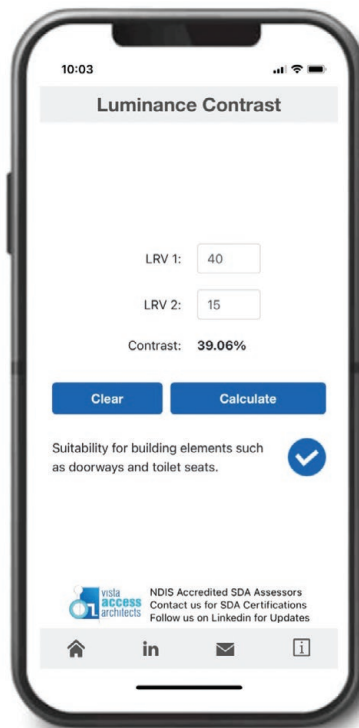 10:03
Luminance Contrast
LRV 1: 40
LRV 2: 15
Contrast: 39.06%
Clear Calculate
Suitability for building elements such
as doorways and toilet seats.
vista
access
architects
NDIS Accredited SDA Assessors
Contact us for SDA Certifications
Follow us on Linkedin for Updates
in
i